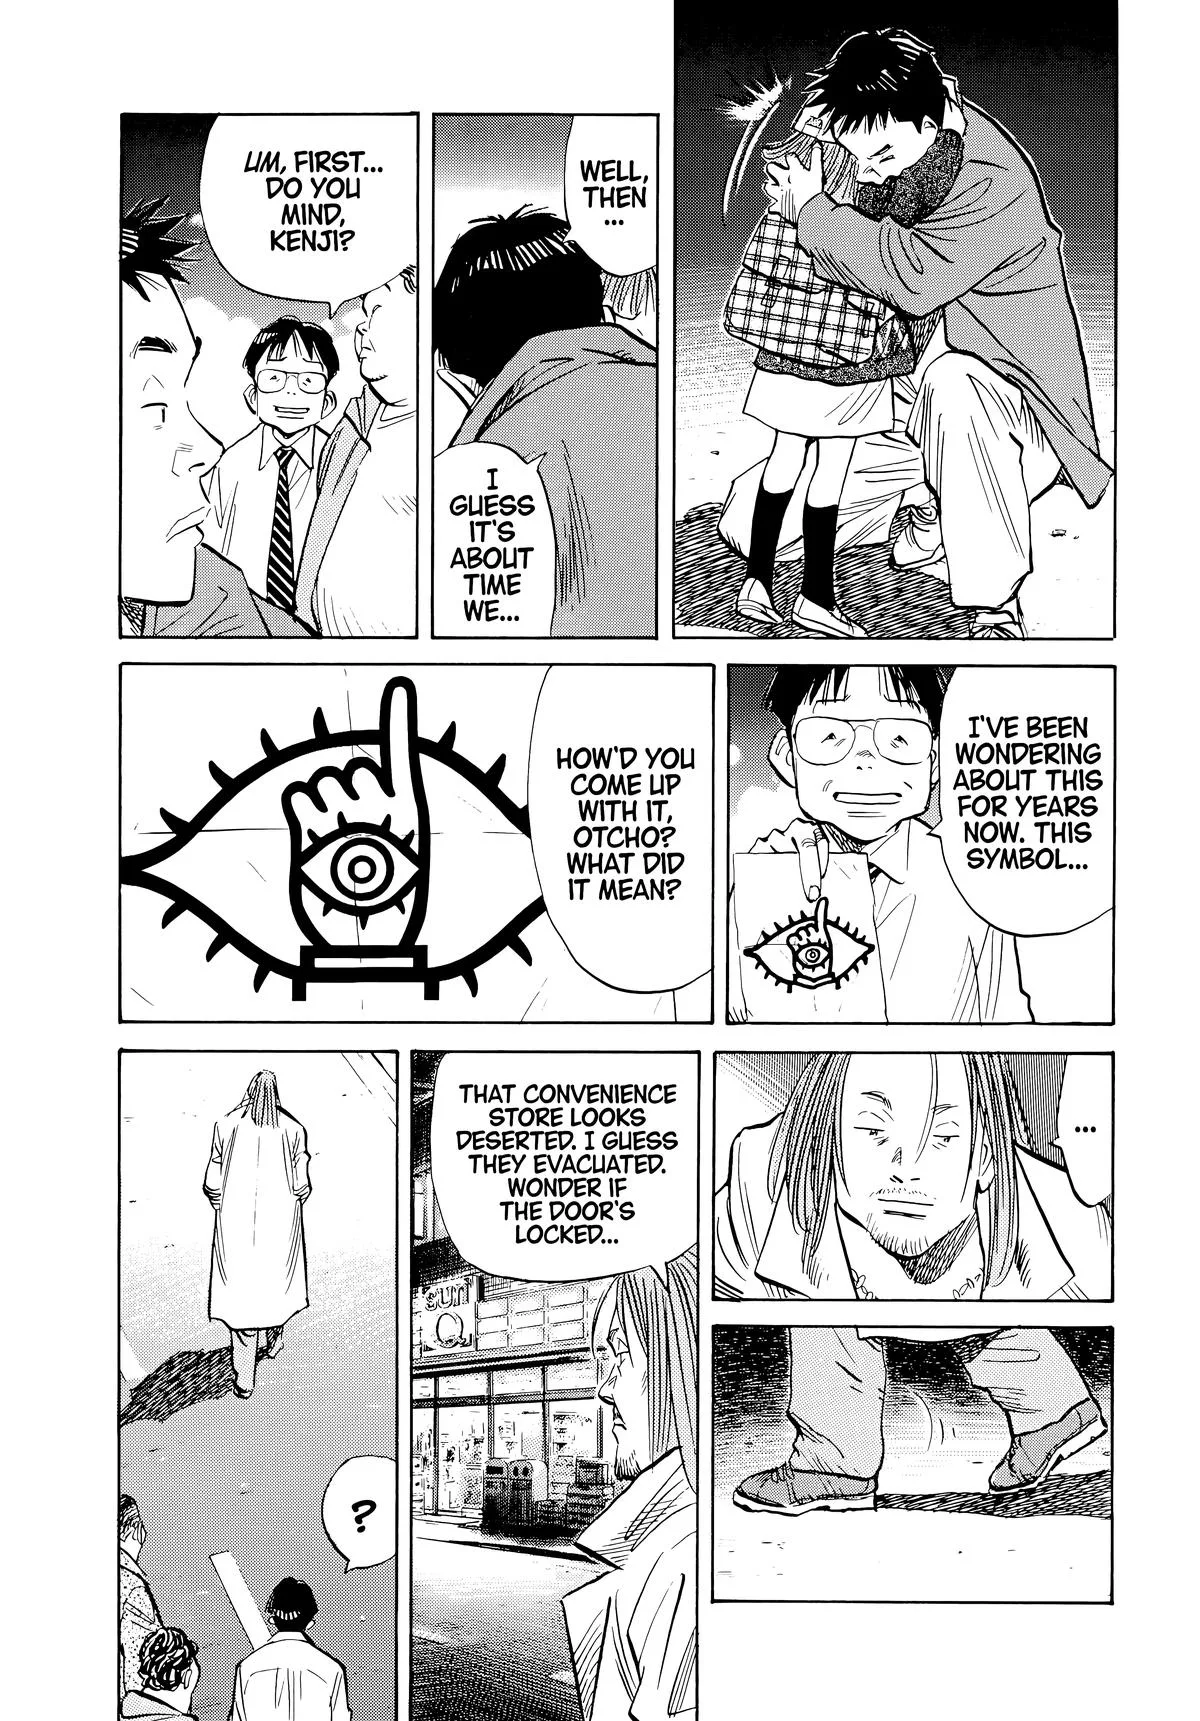 WELL,
THEN
...
I
GUESS
IT'S
ABOUT
TIME
WE...
UM, FIRST...
DO YOU
MIND,
KENJI?
I'VE BEEN
WONDERING
ABOUT THIS
FOR YEARS
NOW. THIS
SYMBOL...
HOW'D YOU
COME UP
WITH IT,
OTCHO?
WHAT DID
IT MEAN?
...
THAT CONVENIENCE
STORE LOOKS
DESERTED. I GUESS
THEY EVACUATED.
WONDER IF
THE DOOR'S
LOCKED...
sun
Q
?